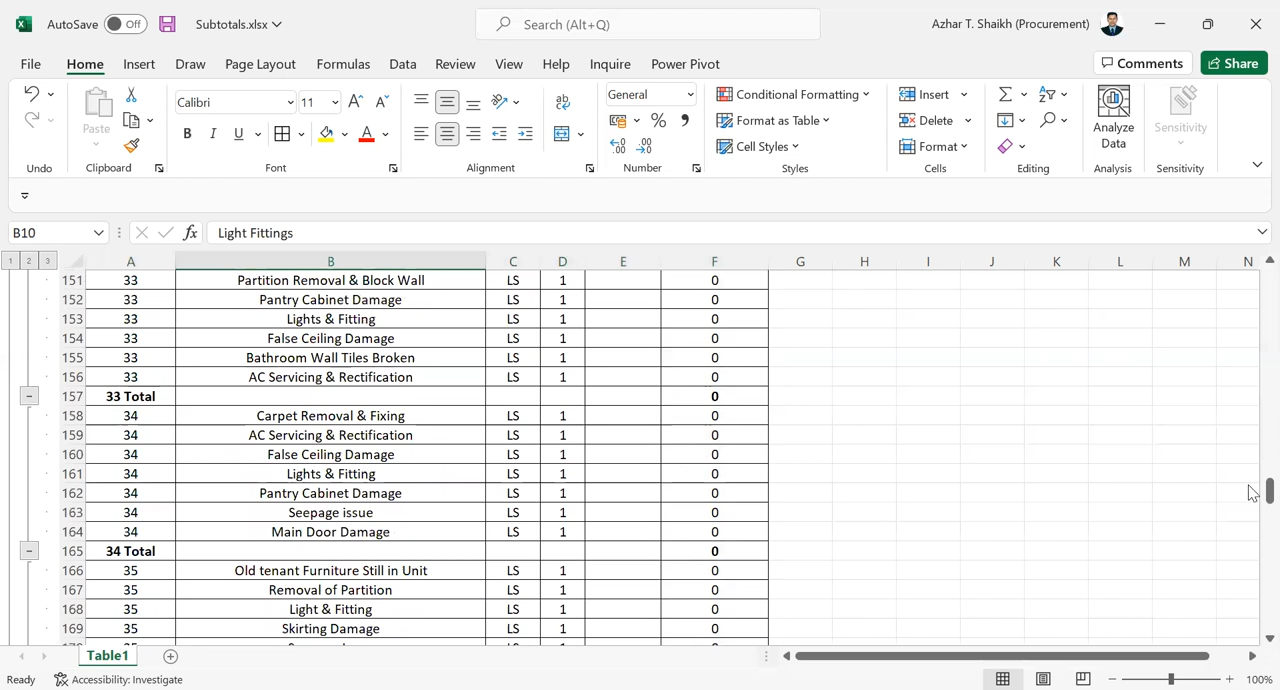 AutoSave Off Subtotals.xlsx Search (Alt+Q) Azhar T. Shaikh (Procurement)
File Home Insert Draw Page Layout Formulas Data Review View Help Inquire Power Pivot Comments Share
Calibri 11 General Conditional Formatting Insert
Paste B I U Format as Table Delete Analyze Data Sensitivity
Cell Styles Format
Undo Clipboard Font Alignment Number Styles Cells Editing Analysis Sensitivity
B10 fx Light Fittings
1 2 3 A B C D E F G H I J K L M N
151 33 Partition Removal & Block Wall LS 1 0
152 33 Pantry Cabinet Damage LS 1 0
153 33 Lights & Fitting LS 1 0
154 33 False Ceiling Damage LS 1 0
155 33 Bathroom Wall Tiles Broken LS 1 0
156 33 AC Servicing & Rectification LS 1 0
157 33 Total 0
158 34 Carpet Removal & Fixing LS 1 0
159 34 AC Servicing & Rectification LS 1 0
160 34 False Ceiling Damage LS 1 0
161 34 Lights & Fitting LS 1 0
162 34 Pantry Cabinet Damage LS 1 0
163 34 Seepage issue LS 1 0
164 34 Main Door Damage LS 1 0
165 34 Total 0
166 35 Old tenant Furniture Still in Unit LS 1 0
167 35 Removal of Partition LS 1 0
168 35 Light & Fitting LS 1 0
169 35 Skirting Damage LS 1 0
Table1
Ready Accessibility: Investigate 100%